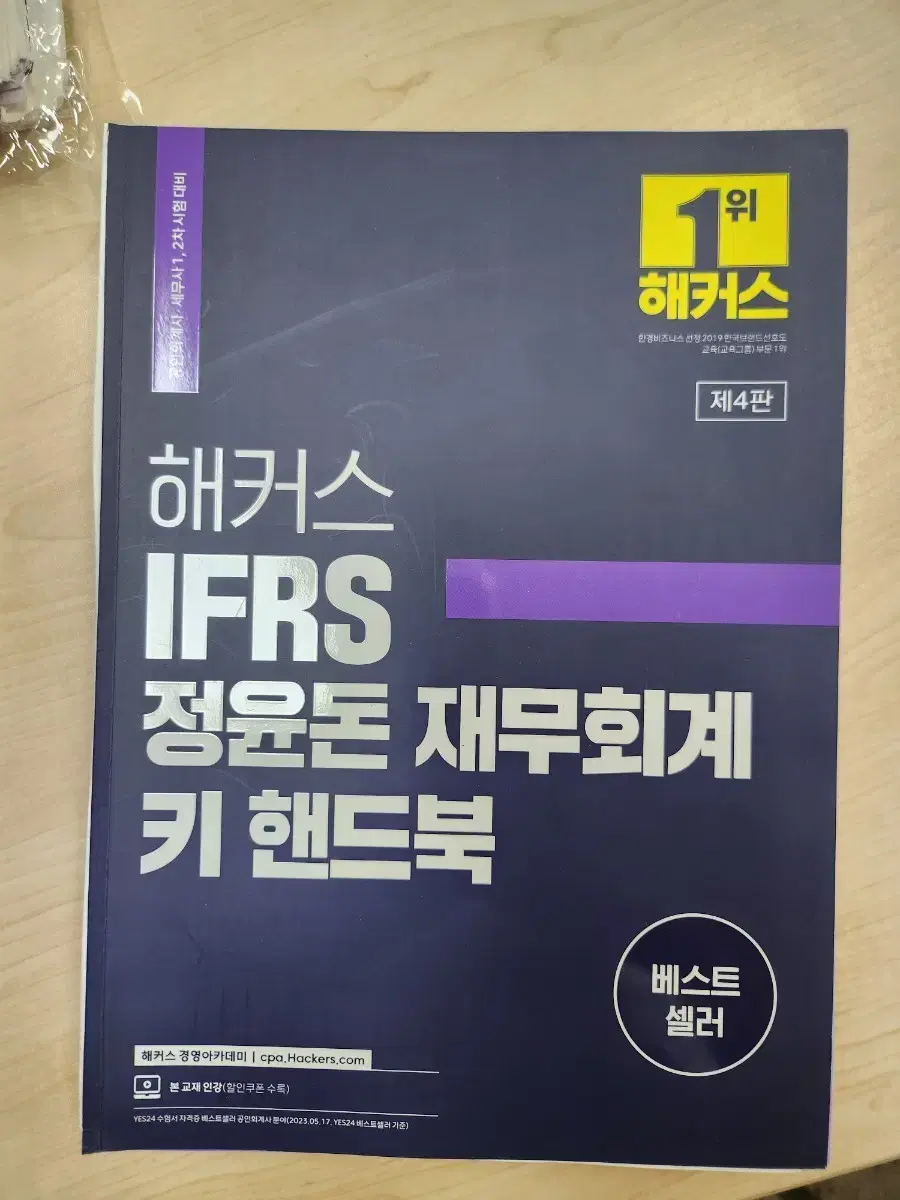 공인회계사·세무사 1, 2차 시험 대비
1위
해커스
한경비즈니스 선정 2019 한국브랜드선호도
교육(교육그룹) 부문 1위
제4판
해커스
IFRS
정윤돈 재무회계
키 핸드북
베스트
셀러
해커스 경영아카데미 | cpa.Hackers.com
본 교재 인강(할인쿠폰 수록)
YES24 수험서 자격증 베스트셀러 공인회계사 분야(2023.05.17. YES24 베스트셀러 기준)